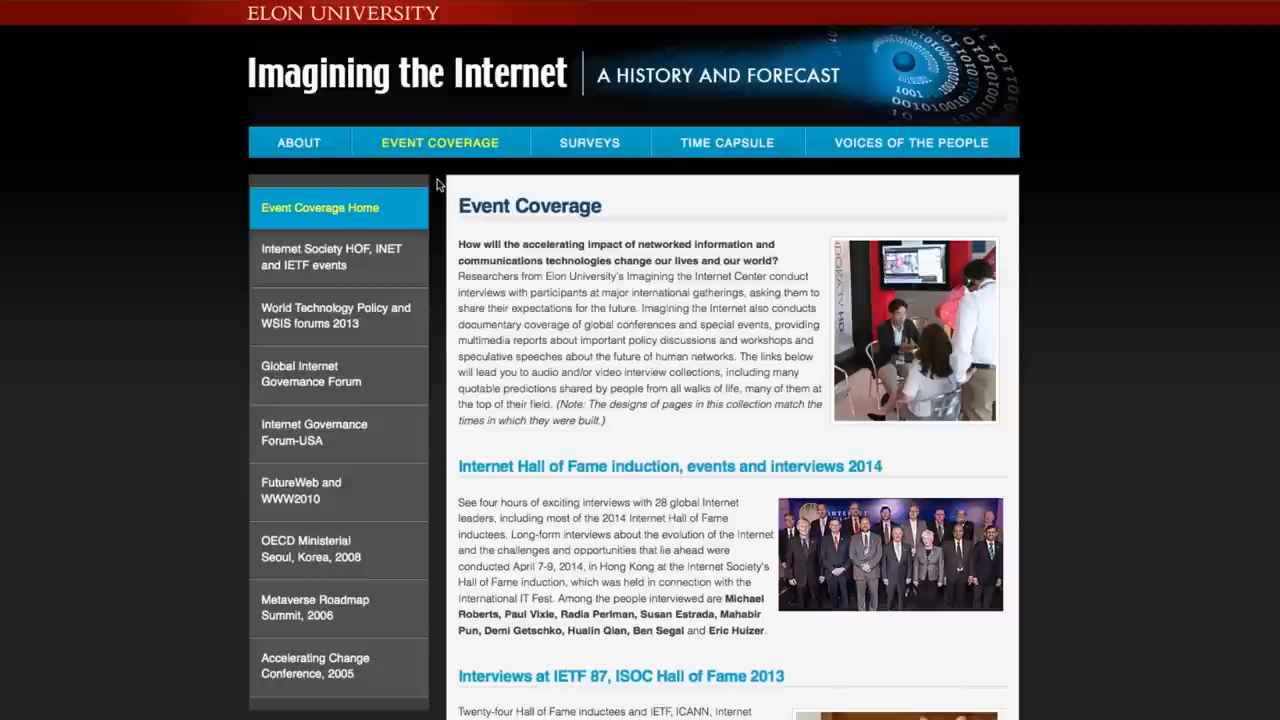 ELON UNIVERSITY
Imagining the Internet
A HISTORY AND FORECAST
ABOUT
EVENT COVERAGE
SURVEYS
TIME CAPSULE
VOICES OF THE PEOPLE
Event Coverage Home
Internet Society HOF, INET
and IETF events
World Technology Policy and
WSIS forums 2013
Global Internet
Governance Forum
Internet Governance
Forum-USA
FutureWeb and
WWW2010
OECD Ministerial
Seoul, Korea, 2008
Metaverse Roadmap
Summit, 2006
Accelerating Change
Conference, 2005
Event Coverage
How will the accelerating impact of networked information and
communications technologies change our lives and our world?
Researchers from Elon University's Imagining the Internet Center conduct
interviews with participants at major international gatherings, asking them to
share their expectations for the future. Imagining the Internet also conducts
documentary coverage of global conferences and special events, providing
multimedia reports about important policy discussions and workshops and
speculative speeches about the future of human networks. The links below
will lead you to audio and/or video interview collections, including many
quotable predictions shared by people from all walks of life, many of them at
the top of their field. (Note: The designs of pages in this collection match the
times in which they were built.)
Internet Hall of Fame induction, events and interviews 2014
See four hours of exciting interviews with 28 global Internet
leaders, including most of the 2014 Internet Hall of Fame
inductees. Long-form interviews about the evolution of the Internet
and the challenges and opportunities that lie ahead were
conducted April 7-9, 2014, in Hong Kong at the Internet Society's
Hall of Fame induction, which was held in connection with the
International IT Fest. Among the people interviewed are Michael
Roberts, Paul Vixie, Radia Perlman, Susan Estrada, Mahabir
Pun, Demi Getschko, Hualin Qian, Ben Segal and Eric Huizer.
Interviews at IETF 87, ISOC Hall of Fame 2013
Twenty-four Hall of Fame inductees and IETF, ICANN, Internet